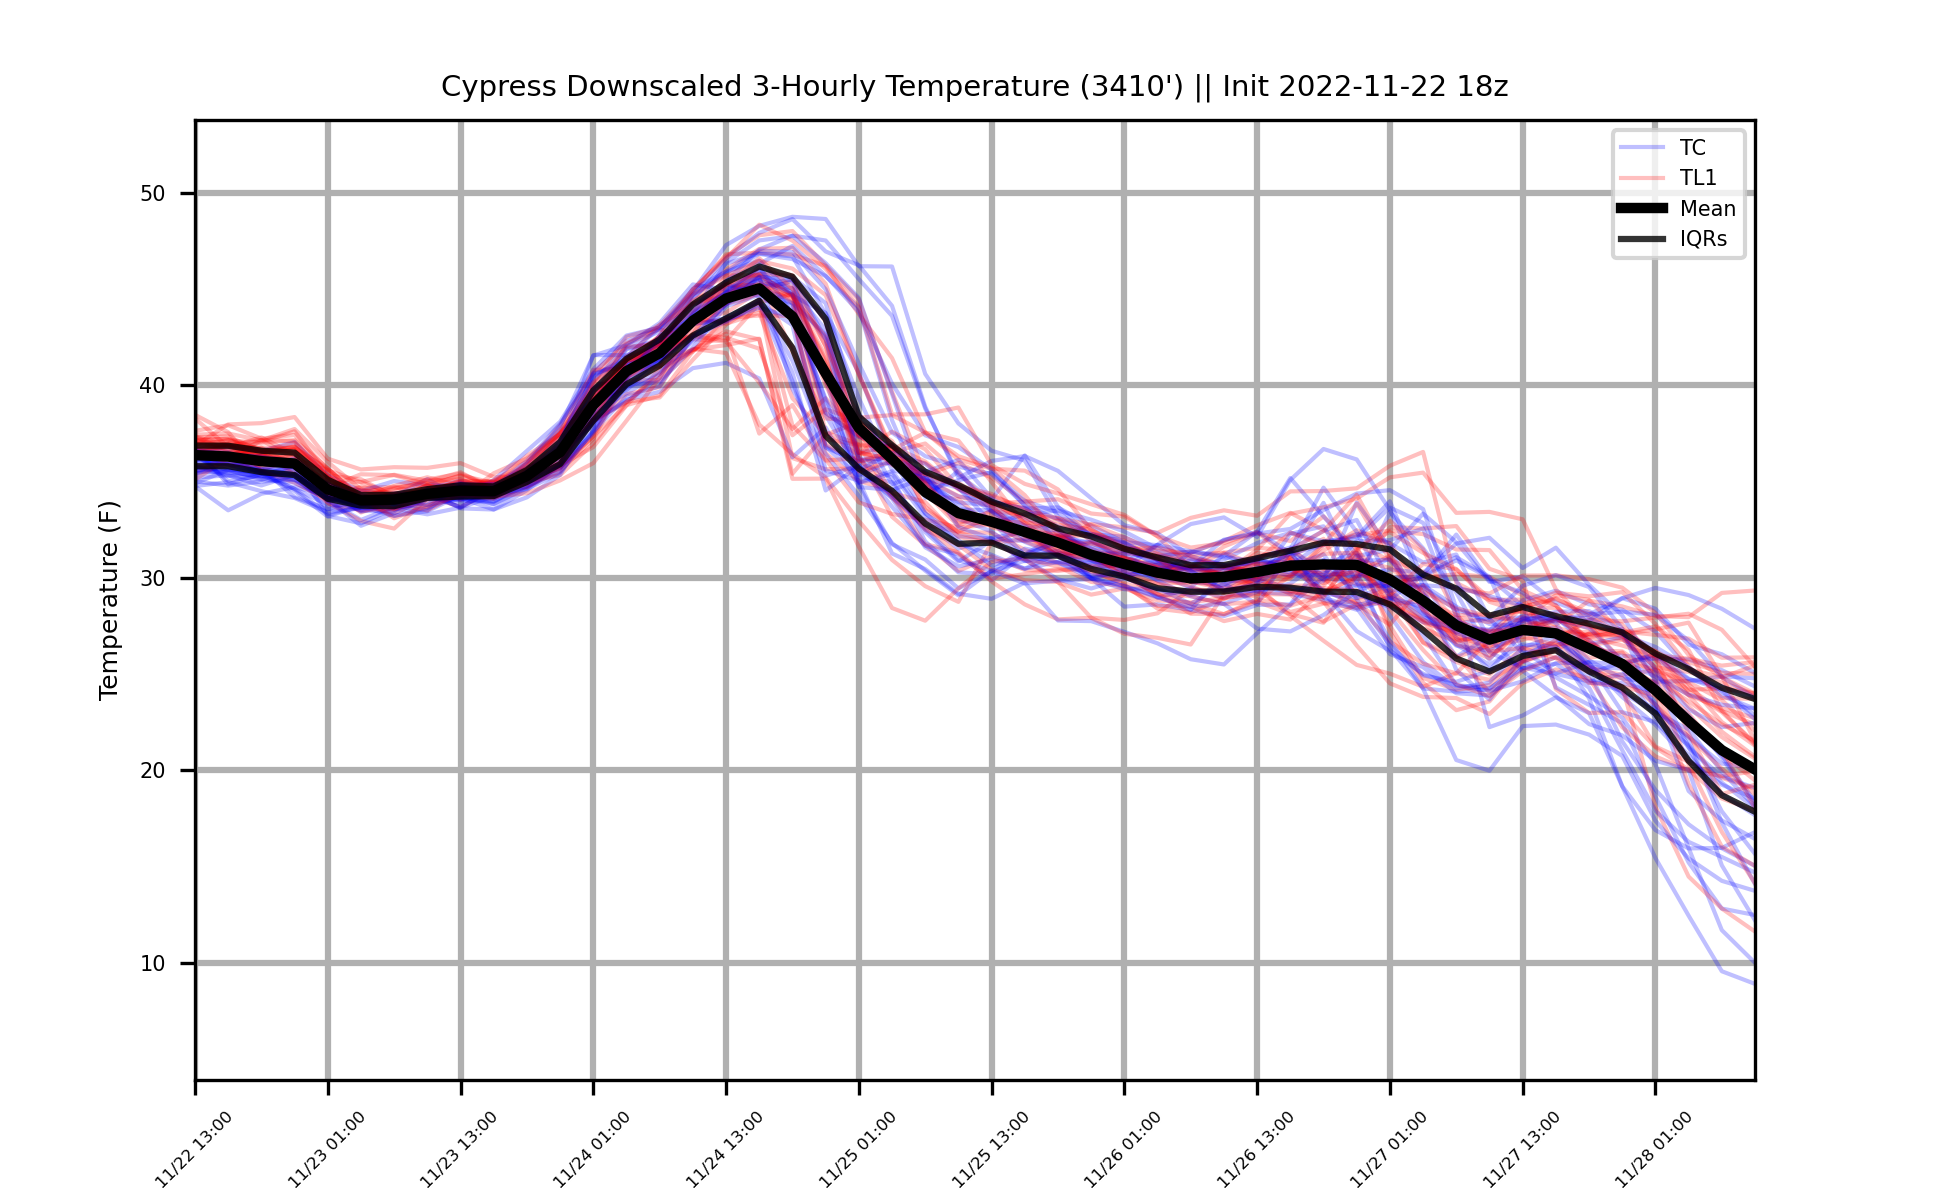 Cypress Downscaled 3-Hourly Temperature (3410') || Init 2022-11-22 18z
TC
TL1
Mean
IQRs
Temperature (F)
50
40
30
20
10
11/22 13:00
11/23 01:00
11/23 13:00
11/24 01:00
11/24 13:00
11/25 01:00
11/25 13:00
11/26 01:00
11/26 13:00
11/27 01:00
11/27 13:00
11/28 01:00